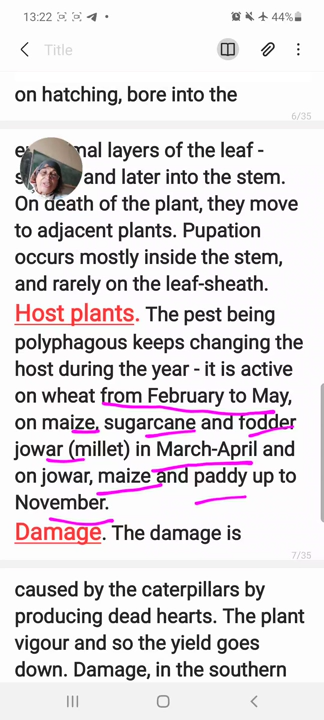 13:22
44%
Title
on hatching, bore into the
6/35
mal layers of the leaf -
and later into the stem.
On death of the plant, they move
to adjacent plants. Pupation
occurs mostly inside the stem,
and rarely on the leaf-sheath.
Host plants. The pest being
polyphagous keeps changing the
host during the year - it is active
on wheat from February to May,
on maize, sugarcane and fodder
jowar (millet) in March-April and
on jowar, maize and paddy up to
November.
Damage. The damage is
7/35
caused by the caterpillars by
producing dead hearts. The plant
vigour and so the yield goes
down. Damage, in the southern